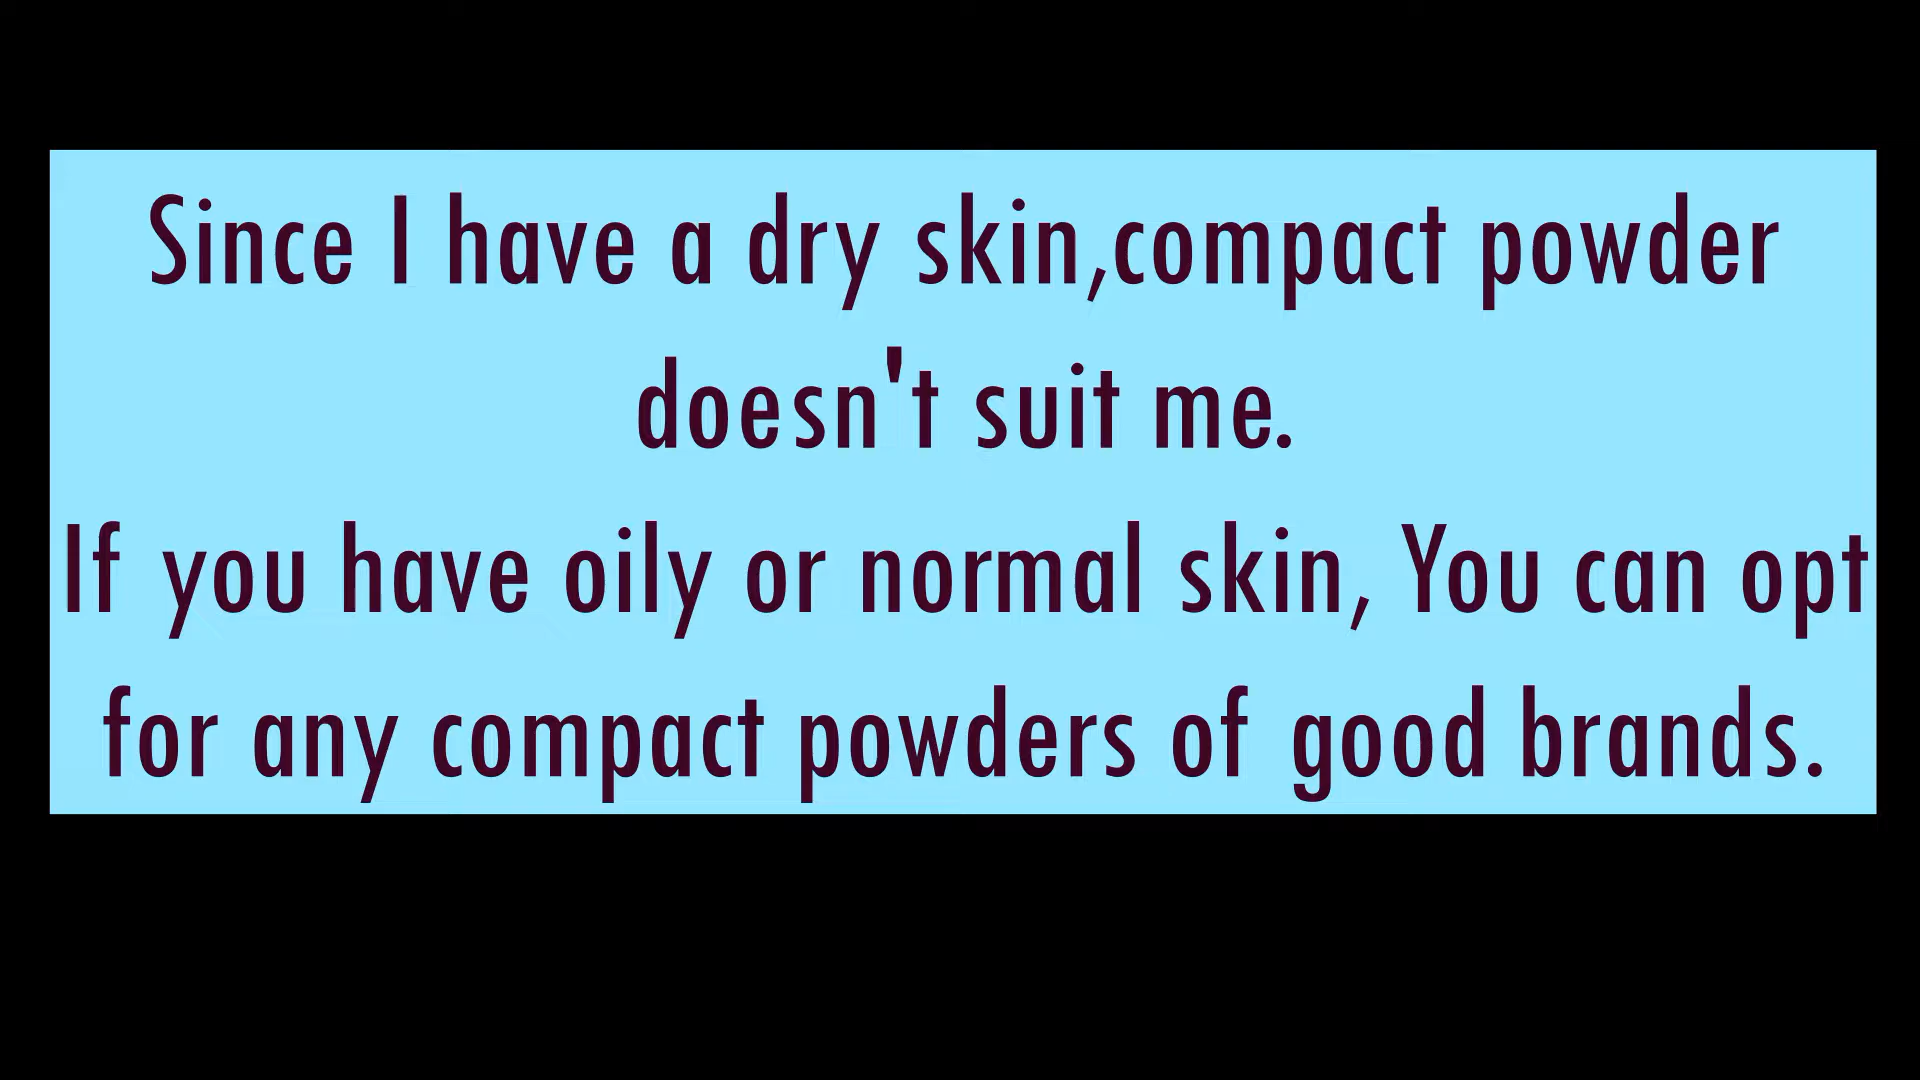 Since I have a dry skin,compact powder
doesn't suit me.
If you have oily or normal skin, You can opt
for any compact powders of good brands.